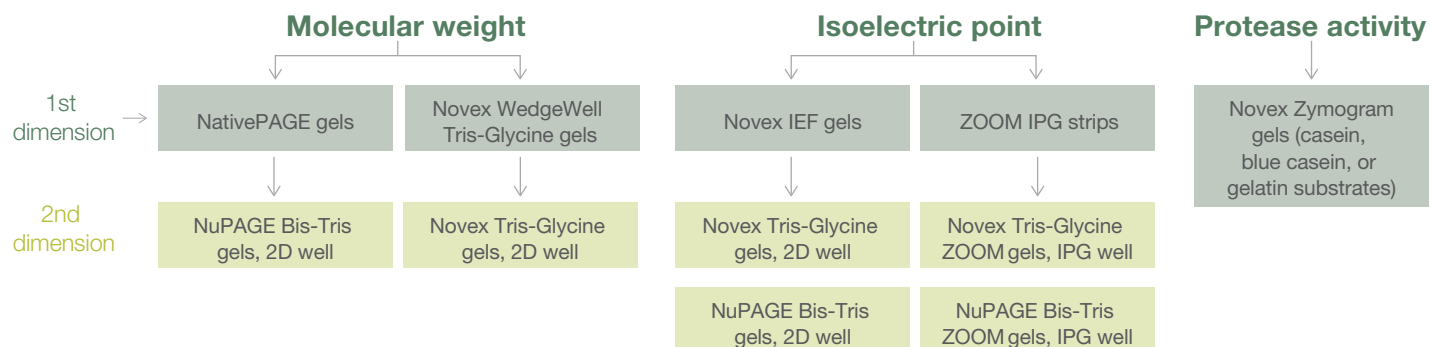 Molecular weight
Isoelectric point
Protease activity
1st
dimension
NativePAGE gels
Novex WedgeWell
Tris-Glycine gels
Novex IEF gels
ZOOM IPG strips
Novex Zymogram
gels (casein,
blue casein, or
gelatin substrates)
2nd
dimension
NuPAGE Bis-Tris
gels, 2D well
Novex Tris-Glycine
gels, 2D well
Novex Tris-Glycine
gels, 2D well
Novex Tris-Glycine
ZOOM gels, IPG well
NuPAGE Bis-Tris
gels, 2D well
NuPAGE Bis-Tris
ZOOM gels, IPG well